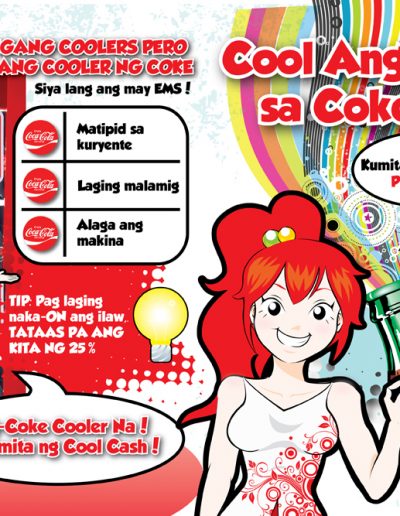 GANG COOLERS PERO
ANG COOLER NG COKE
Siya lang ang may EMS!
Coca-Cola
Matipid sa
kuryente
Coca-Cola
Laging malamig
Coca-Cola
Alaga ang
makina
TIP: Pag laging
naka-ON ang ilaw,
TATAAS PA ANG
KITA NG 25%
-Coke Cooler Na!
mita ng Cool Cash!
Cool Ang
sa Coke
Kumita
P